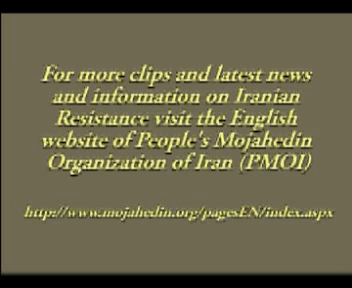 For more clips and latest news
and information on Iranian
Resistance visit the English
website of People's Mojahedin
Organization of Iran (PMOI)
http://www.mojahedin.org/pagesEN/index.aspx